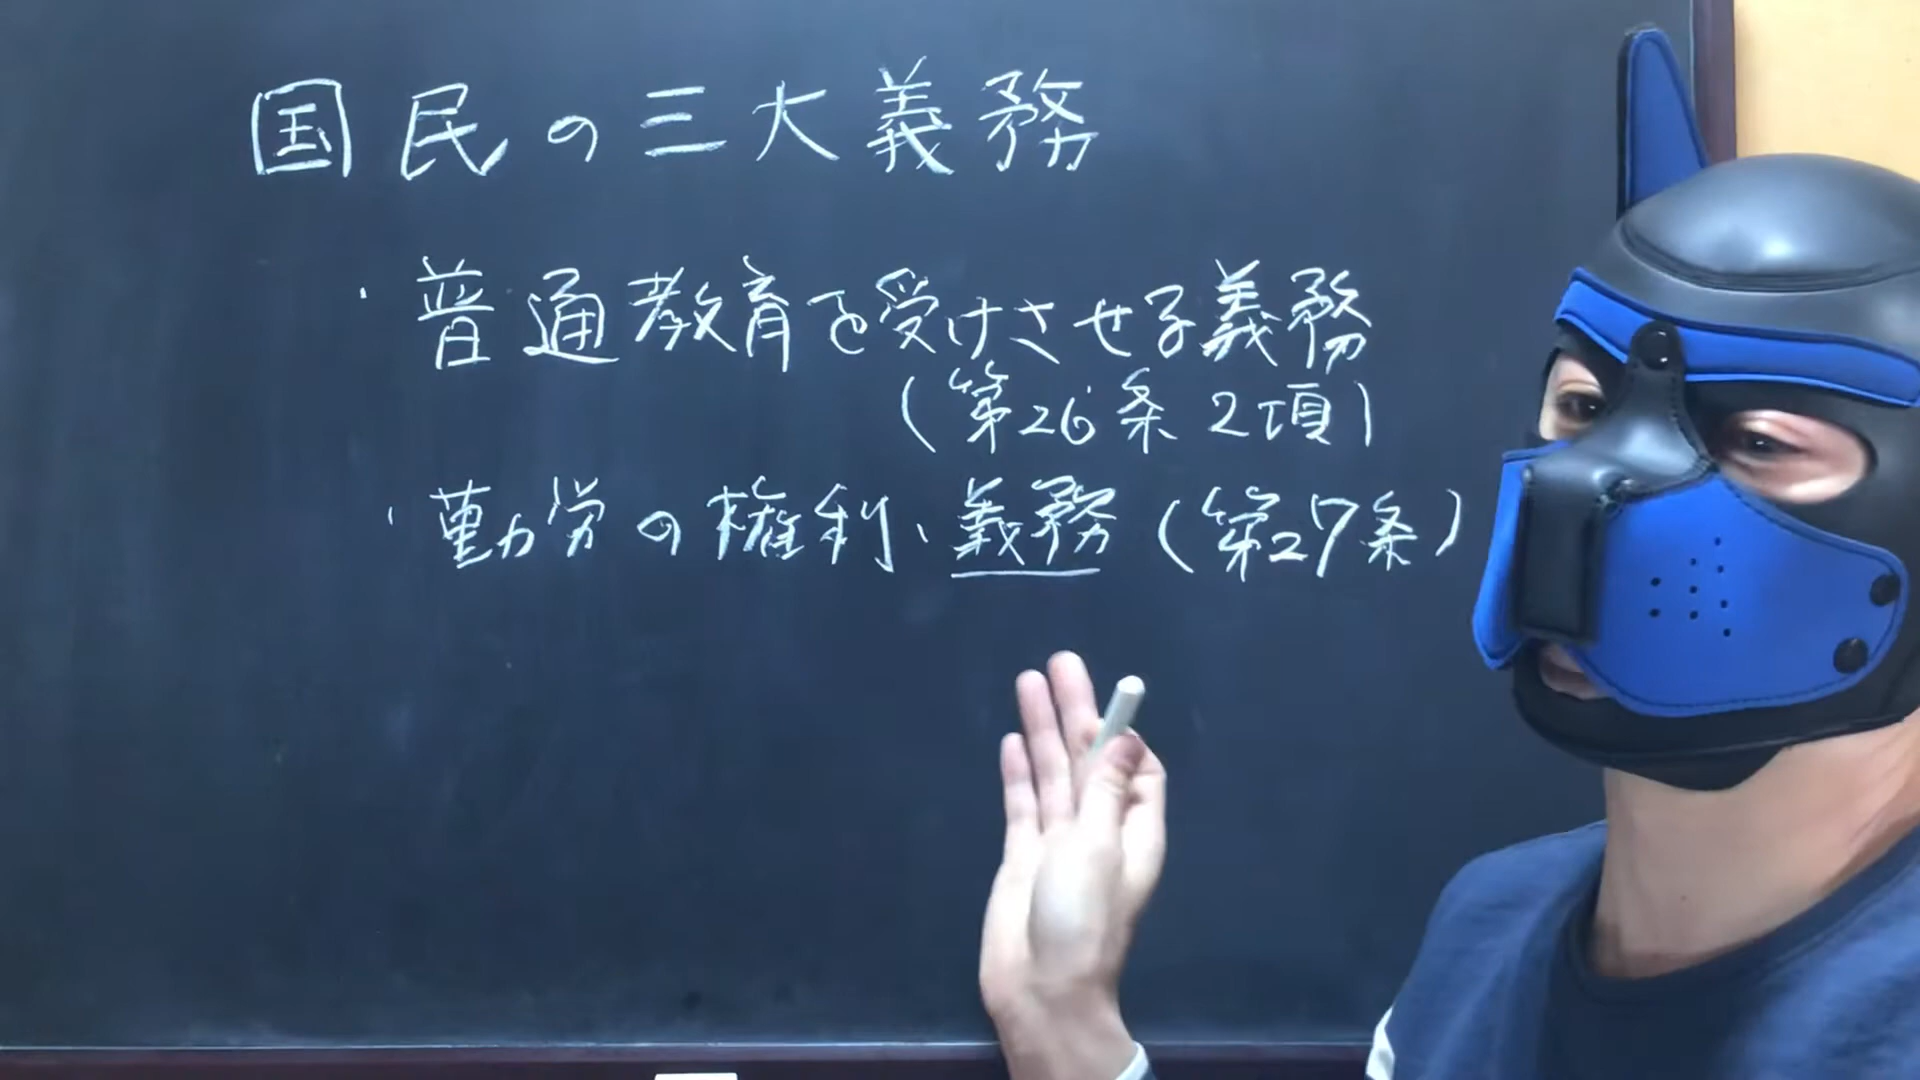 国民の三大義務
・普通教育を受けさせる義務
(第26条2項)
・勤労の権利、義務(第27条)